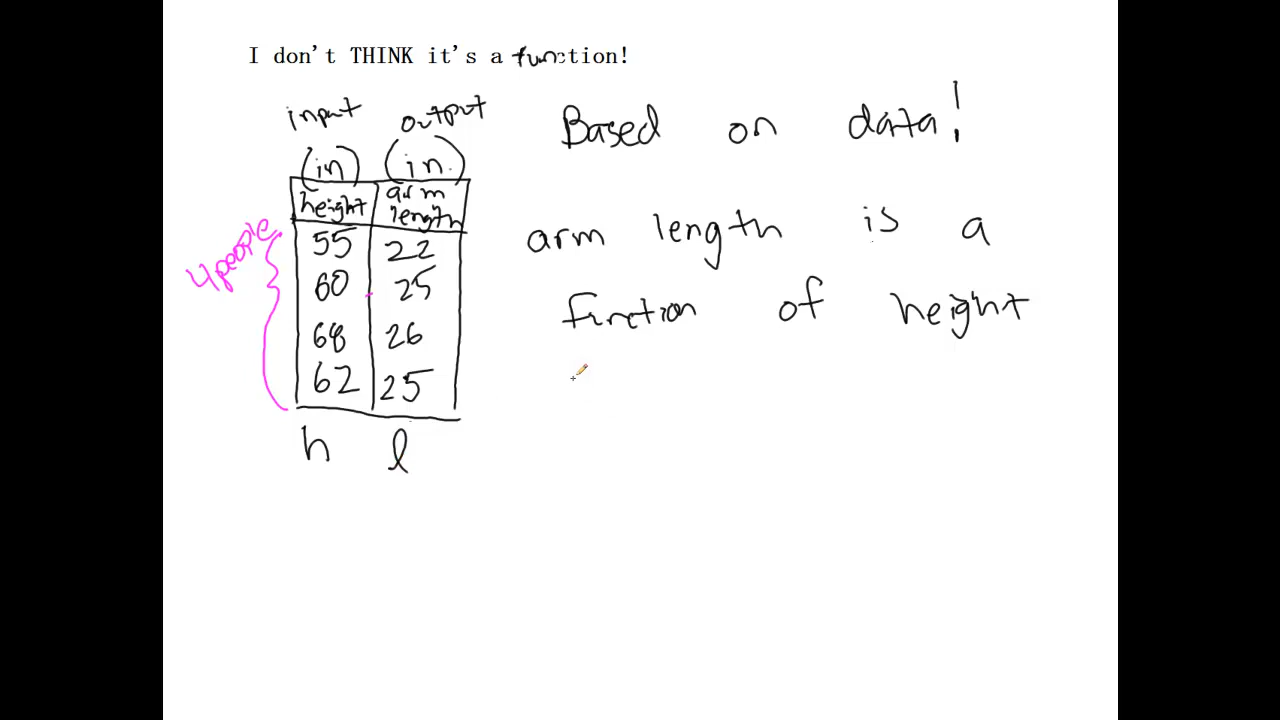 I don't THINK it's a function!
input output
(in) (in.)
height arm length
55 22
60 25
68 26
62 25
h l
4 people
Based on data!
arm length is a
function of height